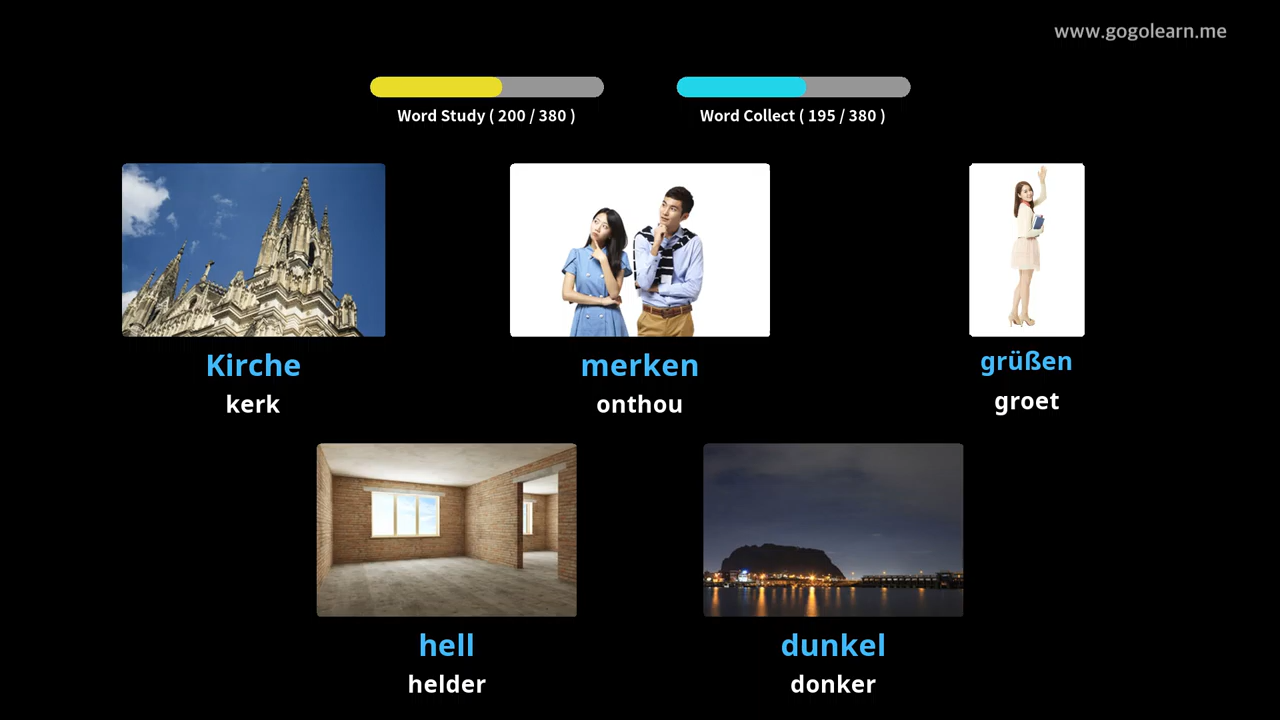 www.gogolearn.me
Word Study ( 200 / 380 )
Word Collect ( 195 / 380 )
Kirche
kerk
merken
onthou
grüßen
groet
hell
helder
dunkel
donker